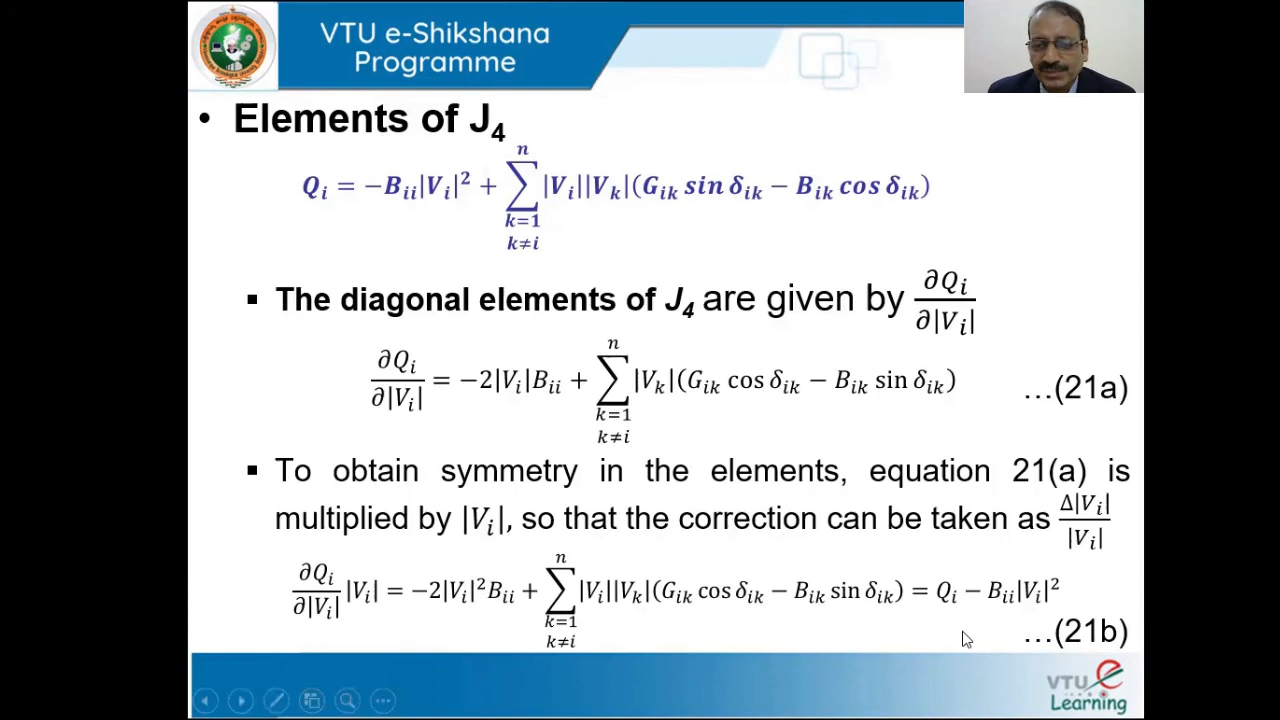 VTU e-Shikshana
Programme
• Elements of J₄
Qᵢ = −Bᵢᵢ|Vᵢ|² + ∑ⁿₖ₌₁, ₖ≠ᵢ |Vᵢ||Vₖ|(Gᵢₖ sin δᵢₖ − Bᵢₖ cos δᵢₖ)
▪ The diagonal elements of J₄ are given by ∂Qᵢ/∂|Vᵢ|
∂Qᵢ/∂|Vᵢ| = −2|Vᵢ|Bᵢᵢ + ∑ⁿₖ₌₁, ₖ≠ᵢ |Vₖ|(Gᵢₖ cos δᵢₖ − Bᵢₖ sin δᵢₖ) …(21a)
▪ To obtain symmetry in the elements, equation 21(a) is
multiplied by |Vᵢ|, so that the correction can be taken as Δ|Vᵢ|/|Vᵢ|
∂Qᵢ/∂|Vᵢ| |Vᵢ| = −2|Vᵢ|²Bᵢᵢ + ∑ⁿₖ₌₁, ₖ≠ᵢ |Vᵢ||Vₖ|(Gᵢₖ cos δᵢₖ − Bᵢₖ sin δᵢₖ) = Qᵢ − Bᵢᵢ|Vᵢ|²
…(21b)
VTU e
Learning